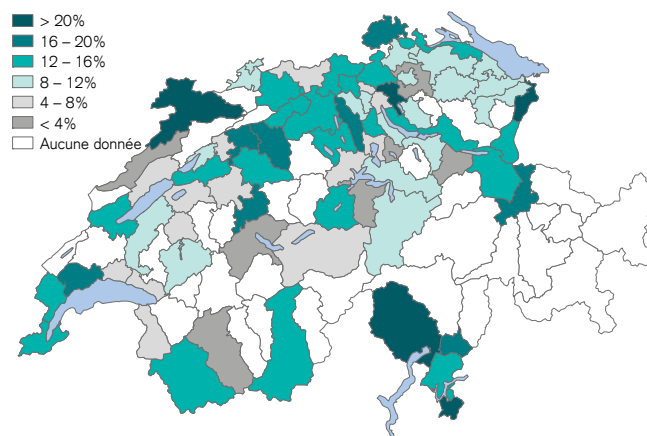 > 20%
16 – 20%
12 – 16%
8 – 12%
4 – 8%
< 4%
Aucune donnée